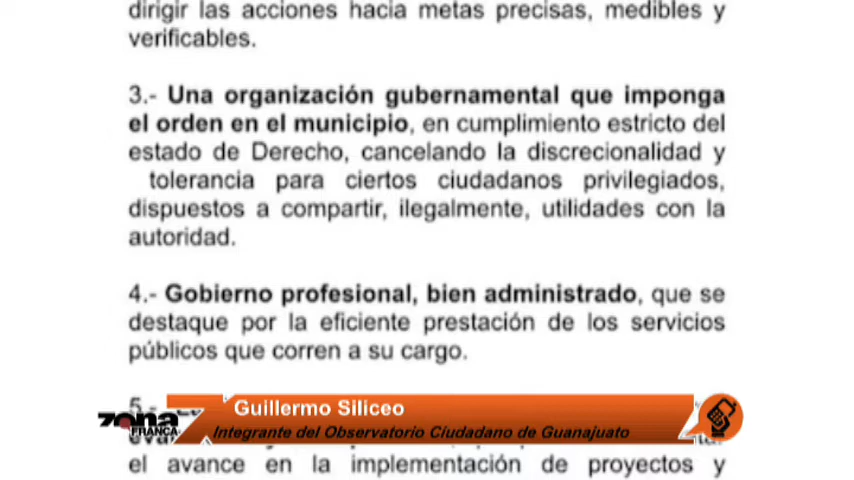 dirigir las acciones hacia metas precisas, medibles y
verificables.
3.- Una organización gubernamental que imponga
el orden en el municipio, en cumplimiento estricto del
estado de Derecho, cancelando la discrecionalidad y
tolerancia para ciertos ciudadanos privilegiados,
dispuestos a compartir, ilegalmente, utilidades con la
autoridad.
4.- Gobierno profesional, bien administrado, que se
destaque por la eficiente prestación de los servicios
públicos que corren a su cargo.
5.-
Guillermo Siliceo
zona
FRANCA
Integrante del Observatorio Ciudadano de Guanajuato
el avance en la implementación de proyectos y